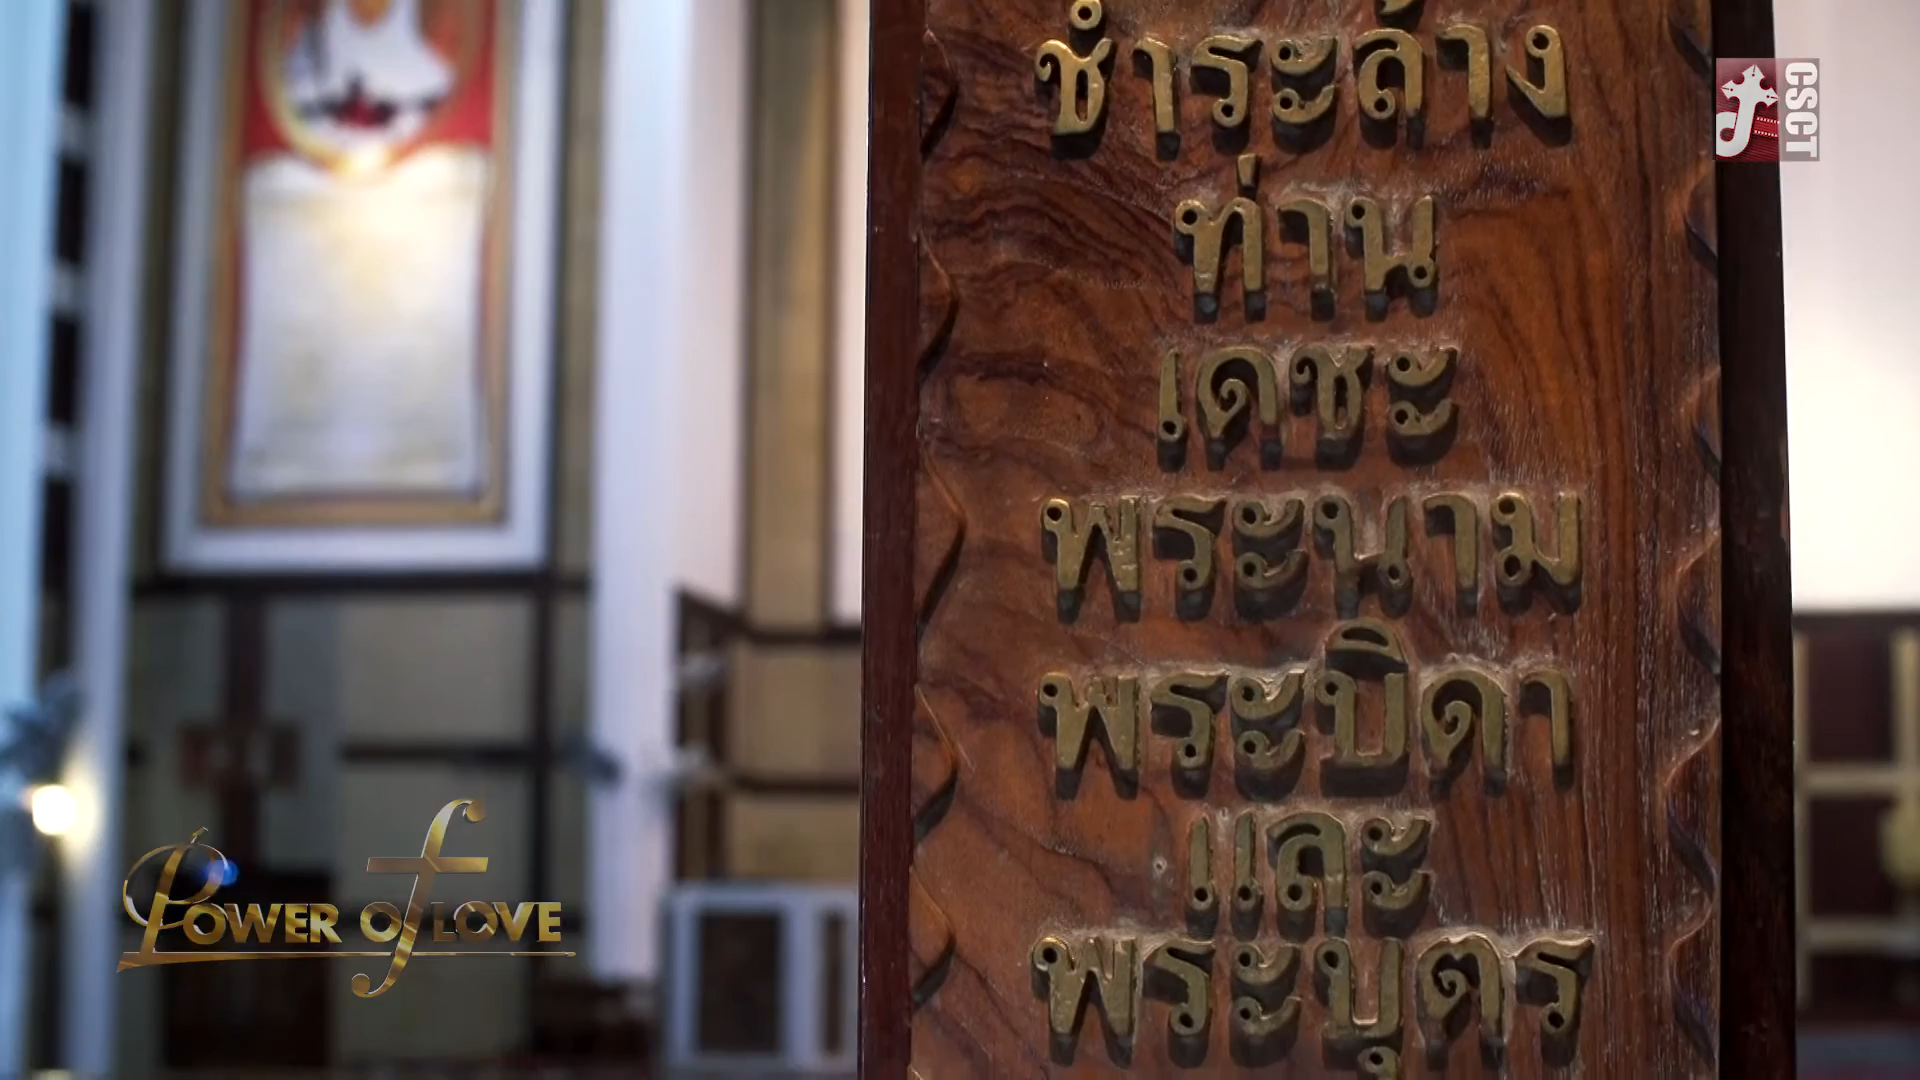 ชำระล้าง
ท่าน
เดชะ
พระนาม
พระบิดา
และ
พระบุตร
CSCT
POWER OF LOVE